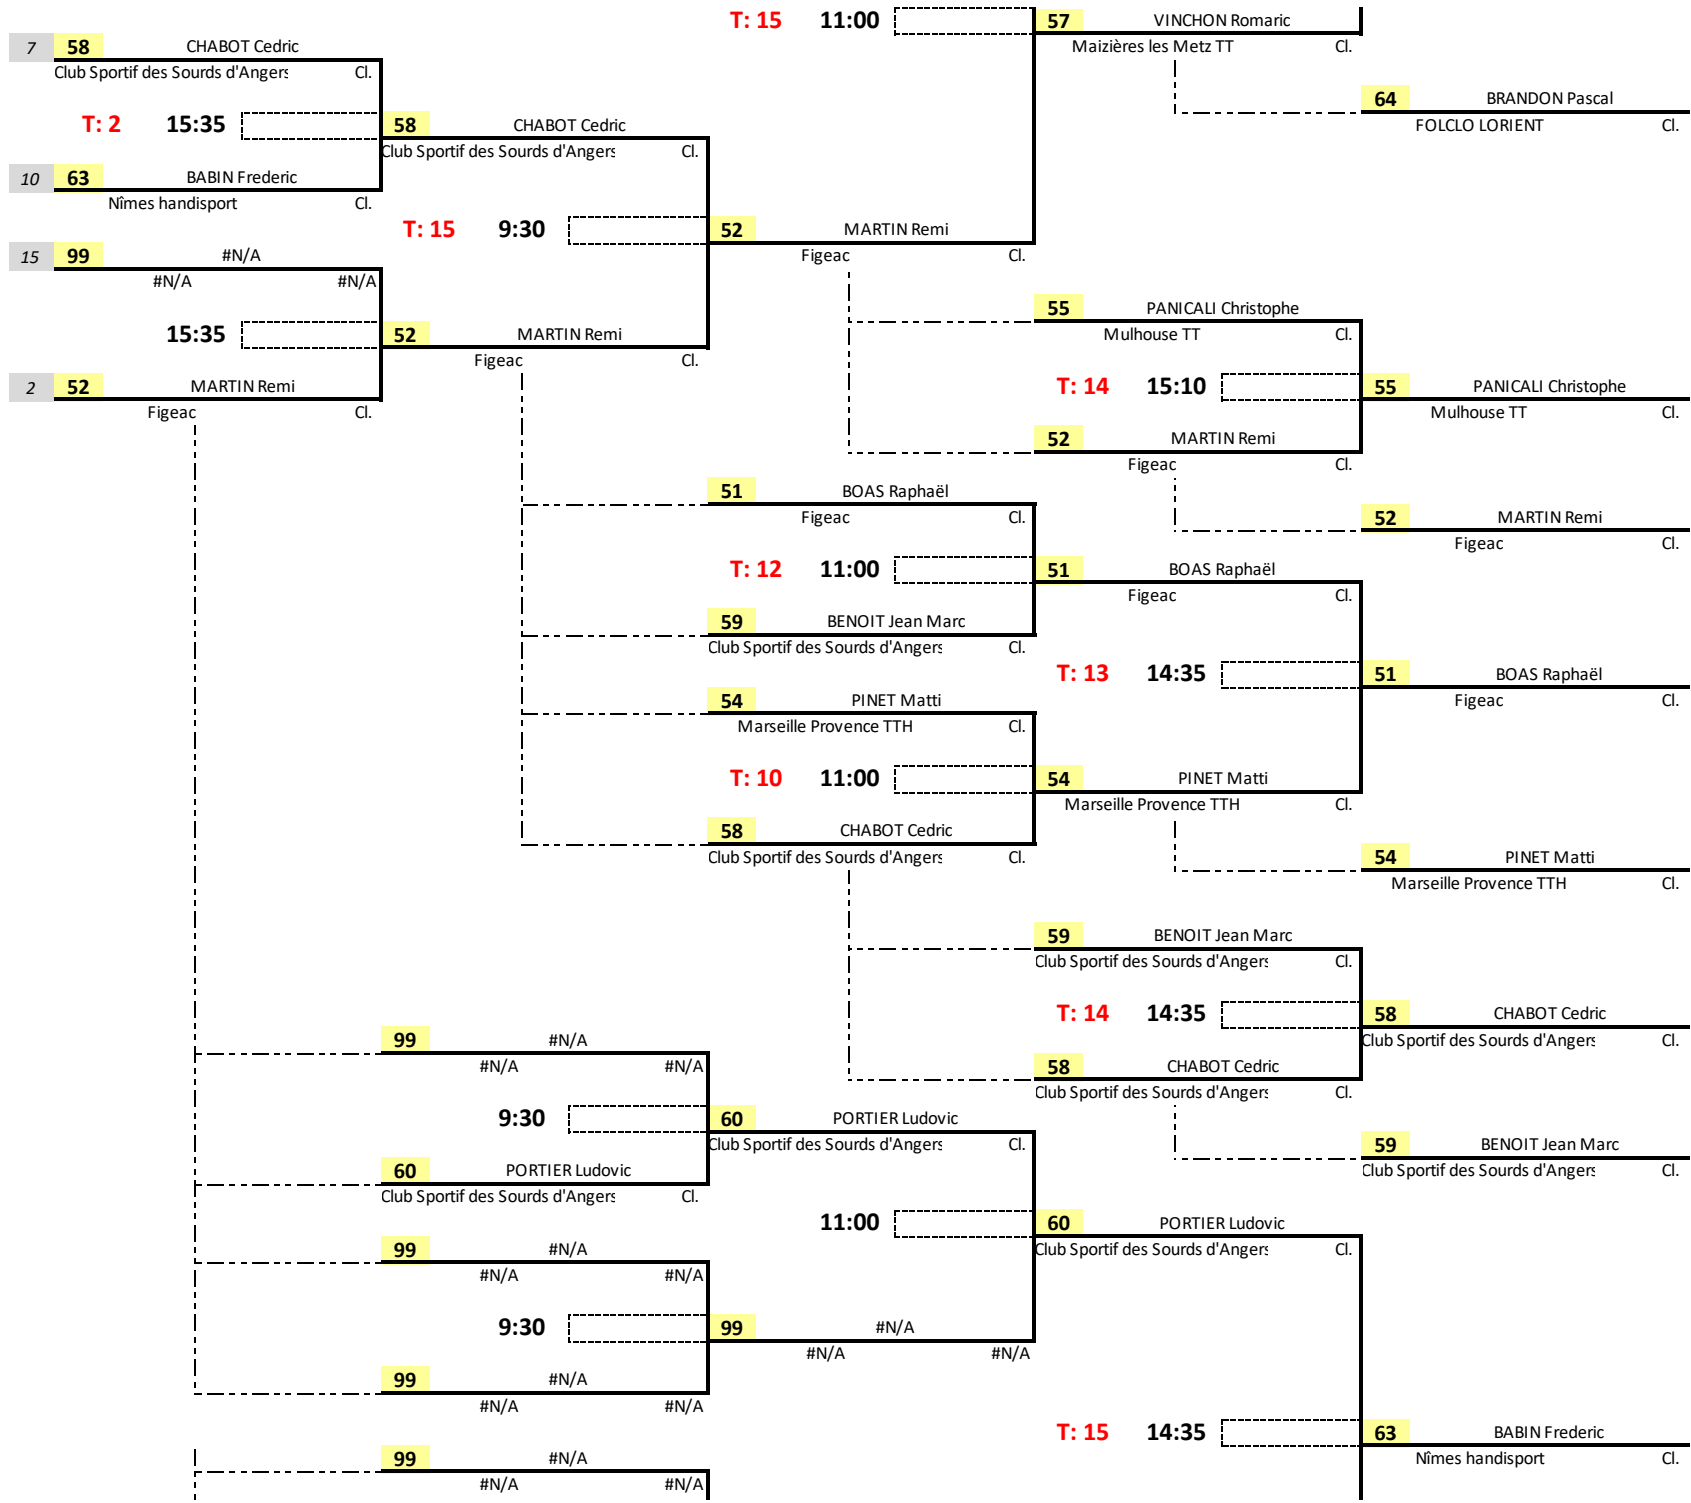 T: 15 11:00 57 VINCHON Romaric
7 58 CHABOT Cedric Maizières les Metz TT Cl.
Club Sportif des Sourds d'Angers Cl.
64 BRANDON Pascal
T: 2 15:35 58 CHABOT Cedric FOLCLO LORIENT Cl.
Club Sportif des Sourds d'Angers Cl.
10 63 BABIN Frederic
Nîmes handisport Cl.
T: 15 9:30 52 MARTIN Remi
15 99 #N/A Figeac Cl.
#N/A #N/A
55 PANICALI Christophe
15:35 52 MARTIN Remi Mulhouse TT Cl.
Figeac Cl.
2 52 MARTIN Remi T: 14 15:10 55 PANICALI Christophe
Figeac Cl. Mulhouse TT Cl.
52 MARTIN Remi
Figeac Cl.
51 BOAS Raphaël
Figeac Cl. 52 MARTIN Remi
Figeac Cl.
T: 12 11:00 51 BOAS Raphaël
Figeac Cl.
59 BENOIT Jean Marc
Club Sportif des Sourds d'Angers Cl.
T: 13 14:35 51 BOAS Raphaël
54 PINET Matti Figeac Cl.
Marseille Provence TTH Cl.
T: 10 11:00 54 PINET Matti
Marseille Provence TTH Cl.
58 CHABOT Cedric
Club Sportif des Sourds d'Angers Cl. 54 PINET Matti
Marseille Provence TTH Cl.
59 BENOIT Jean Marc
Club Sportif des Sourds d'Angers Cl.
T: 14 14:35 58 CHABOT Cedric
99 #N/A Club Sportif des Sourds d'Angers Cl.
#N/A #N/A 58 CHABOT Cedric
Club Sportif des Sourds d'Angers Cl.
9:30 60 PORTIER Ludovic
Club Sportif des Sourds d'Angers Cl. 59 BENOIT Jean Marc
60 PORTIER Ludovic Club Sportif des Sourds d'Angers Cl.
Club Sportif des Sourds d'Angers Cl.
11:00 60 PORTIER Ludovic
99 #N/A Club Sportif des Sourds d'Angers Cl.
#N/A #N/A
9:30 99 #N/A
#N/A #N/A
99 #N/A
#N/A #N/A
T: 15 14:35 63 BABIN Frederic
99 #N/A Nîmes handisport Cl.
#N/A #N/A